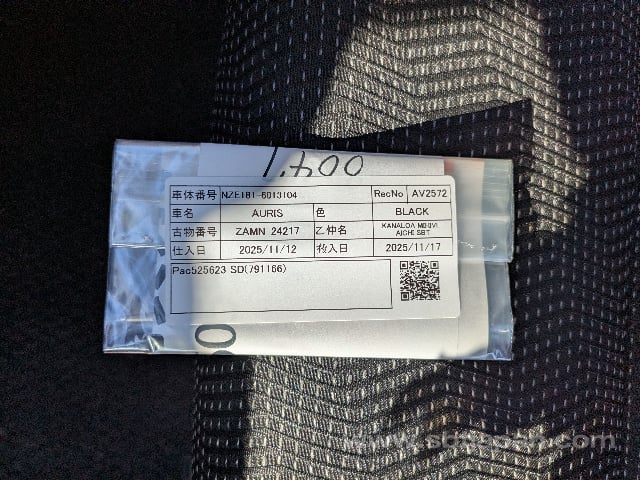 1,400
車体番号 NZE181-6013104 RecNo AV2572
車名 AURIS 色 BLACK
古物番号 ZAMN 24217 乙仲名 KANALOA MIKAWA AICHI SBT
仕入日 2025/11/12 搬入日 2025/11/17
Pac525623 SD(791166)